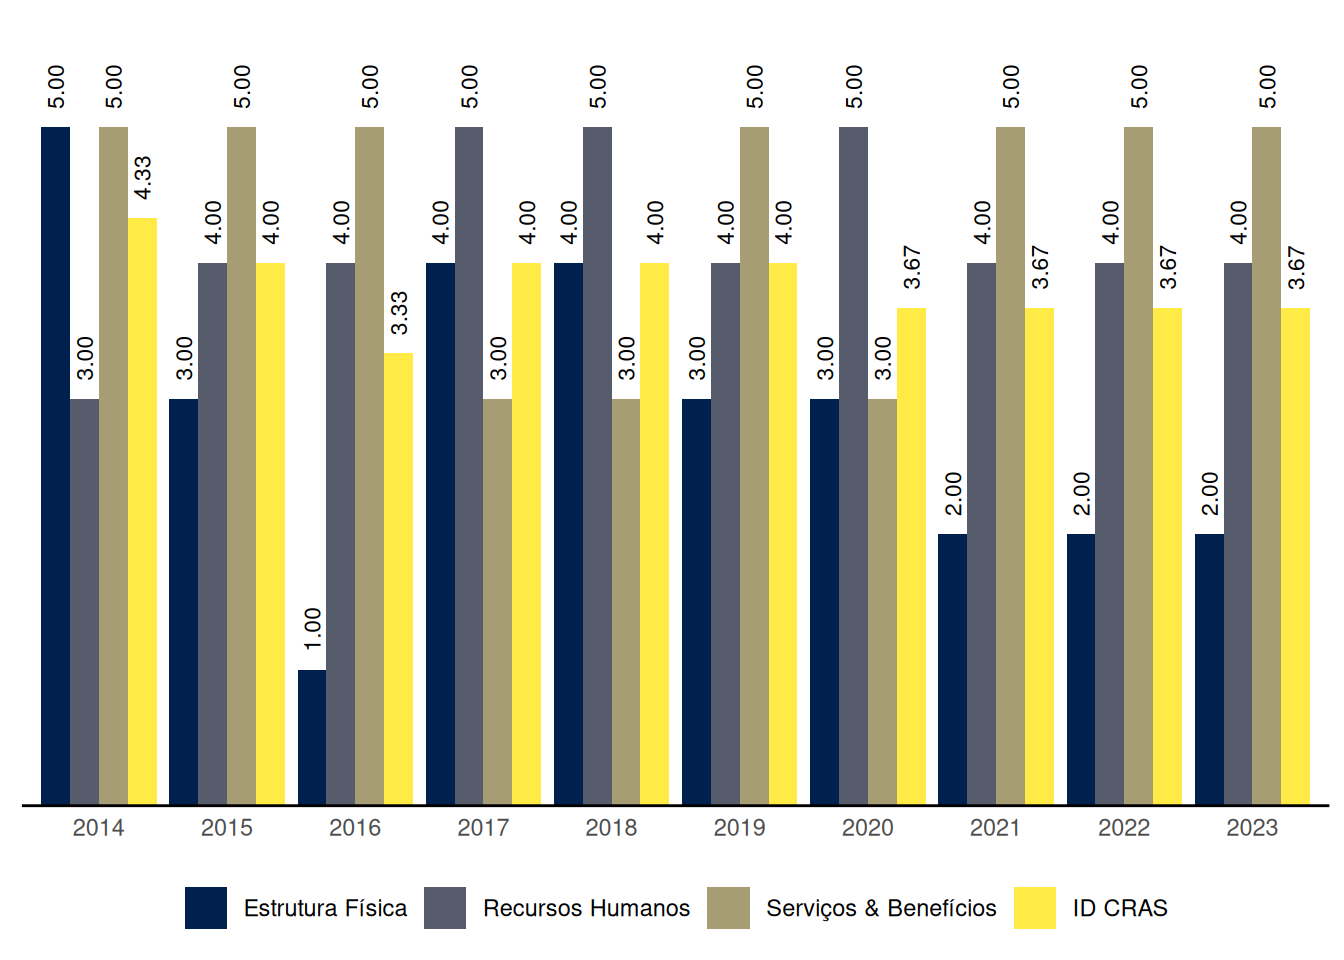 5.00 3.00 5.00 4.33 3.00 4.00 5.00 4.00 1.00 4.00 5.00 3.33 4.00 5.00 3.00 4.00 4.00 5.00 3.00 4.00 3.00 4.00 5.00 4.00 3.00 5.00 3.00 3.67 2.00 4.00 5.00 3.67 2.00 4.00 5.00 3.67 2.00 4.00 5.00 3.67
2014 2015 2016 2017 2018 2019 2020 2021 2022 2023
Estrutura Física Recursos Humanos Serviços & Benefícios ID CRAS